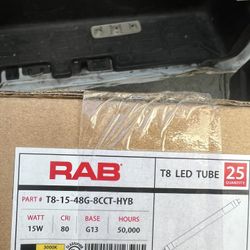 RAB
T8 LED TUBE
25
QUANTITY
PART # T8-15-48G-8CCT-HYB
WATT CRI BASE HOURS
15W 80 G13 50,000
3000K